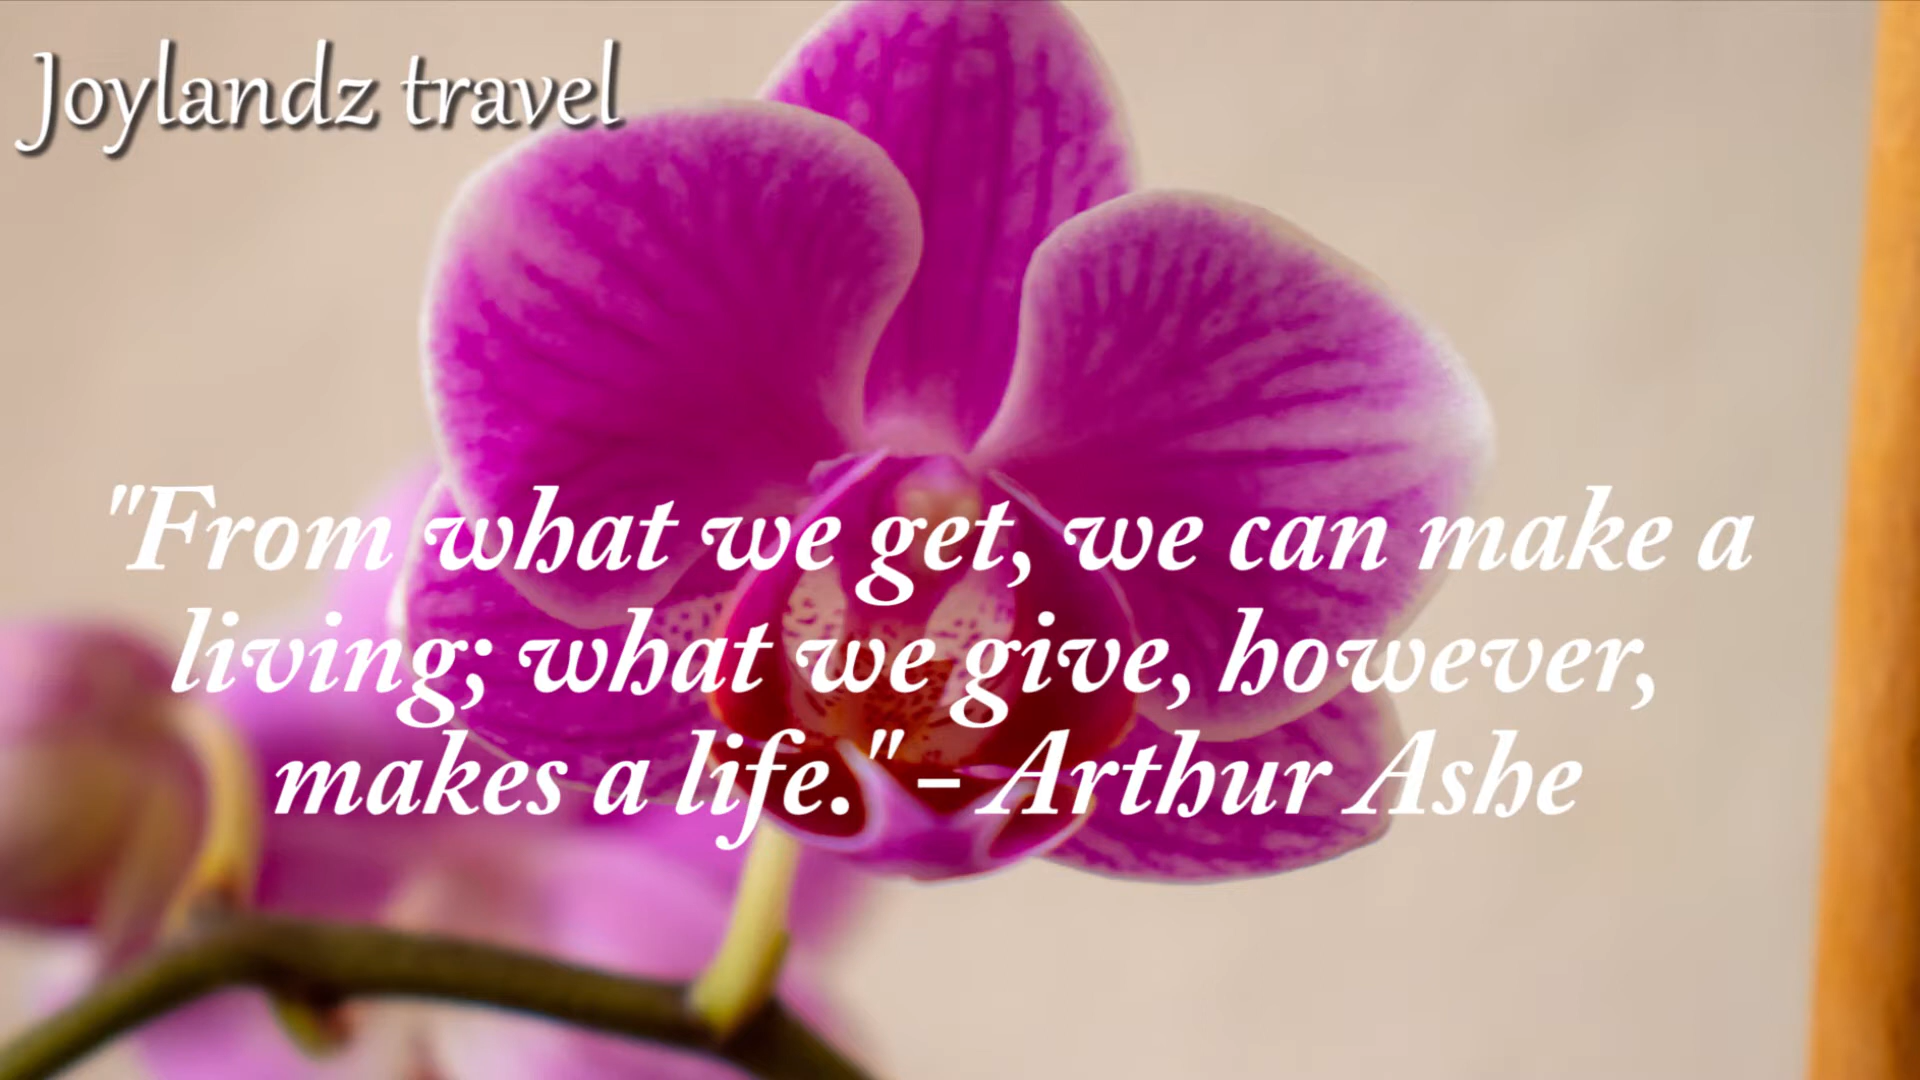 Joylandz travel
"From what we get, we can make a
living; what we give, however,
makes a life." - Arthur Ashe